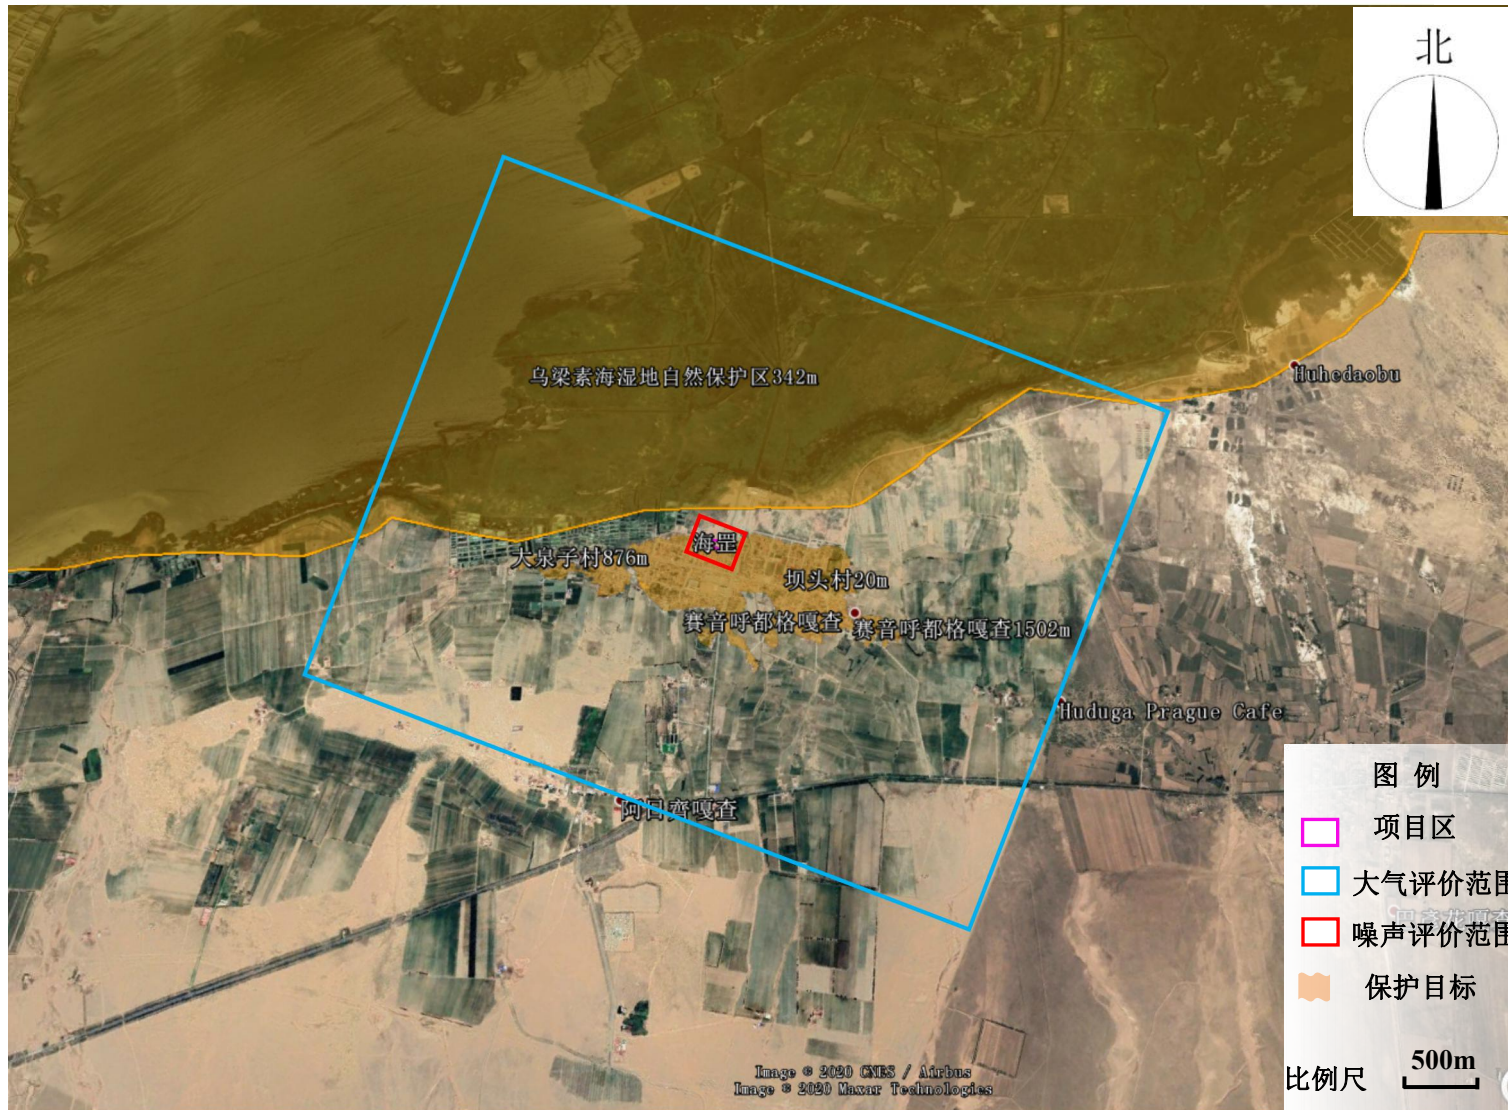 北
乌梁素海湿地自然保护区342m
Huhedaobu
海罡
大泉子村876m
坝头村20m
赛音呼都格嘎查
赛音呼都格嘎查1502m
Huduga Prague Cafe
阿日齐嘎查
图 例
项目区
大气评价范围
噪声评价范围
保护目标
比例尺
500m
Image © 2020 CNES / Airbus
Image © 2020 Maxar Technologies